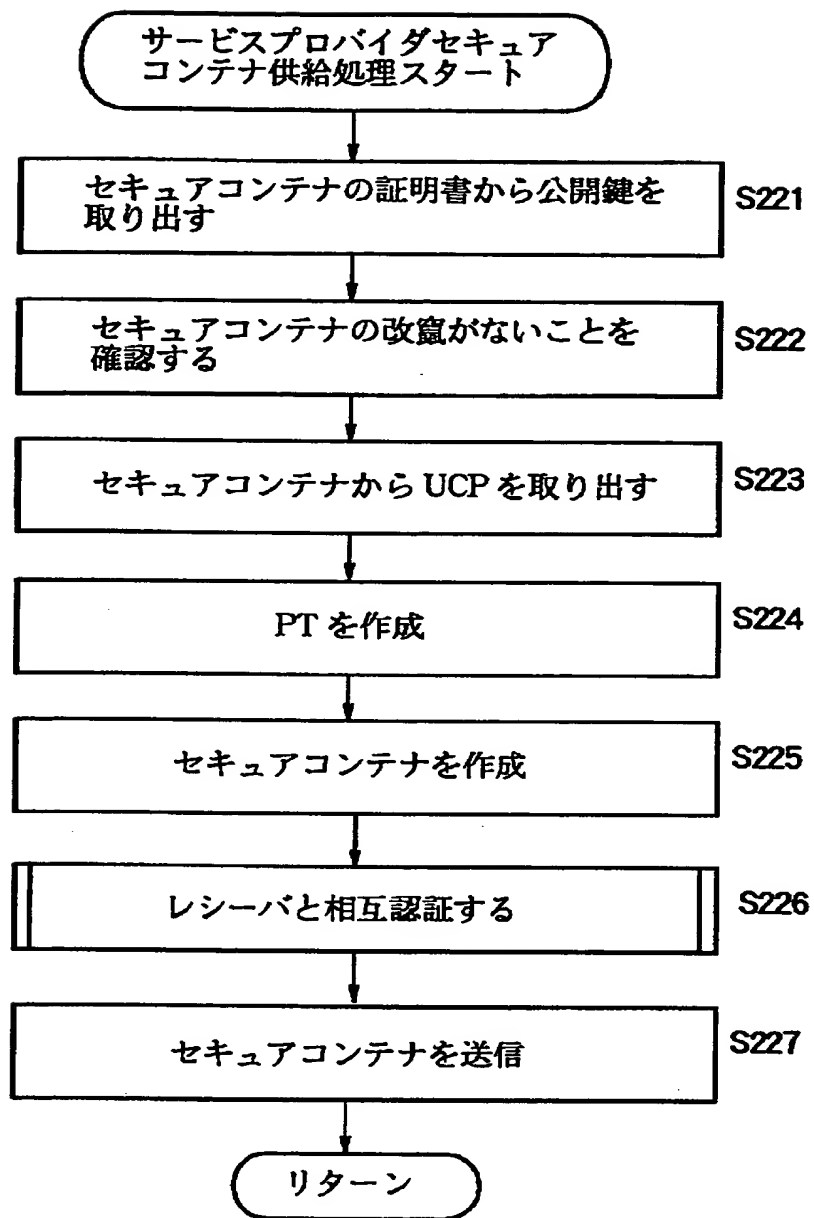 サービスプロバイダセキュア
コンテナ供給処理スタート
セキュアコンテナの証明書から公開鍵を
取り出す
S221
セキュアコンテナの改竄がないことを
確認する
S222
セキュアコンテナから UCP を取り出す
S223
PT を作成
S224
セキュアコンテナを作成
S225
レシーバと相互認証する
S226
セキュアコンテナを送信
S227
リターン